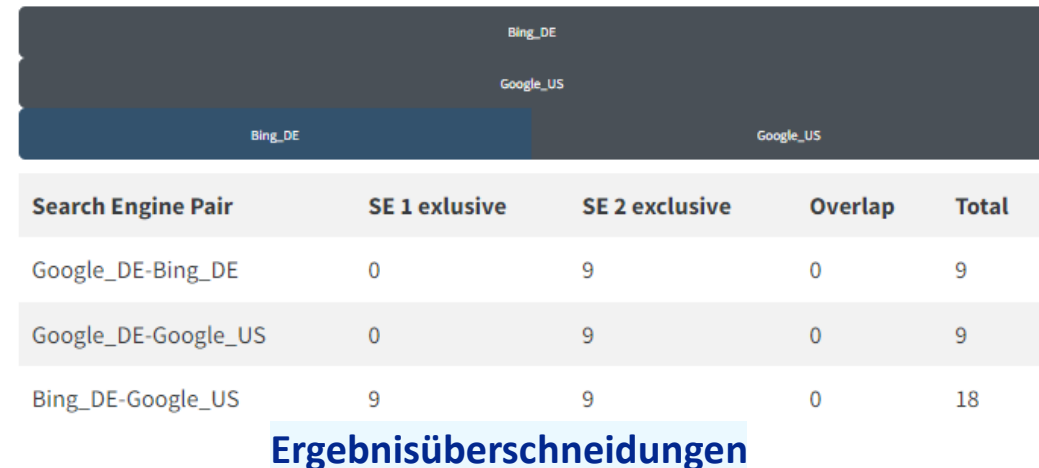 Bing_DE
Google_US
Bing_DE Google_US
Search Engine Pair SE 1 exlusive SE 2 exclusive Overlap Total
Google_DE-Bing_DE 0 9 0 9
Google_DE-Google_US 0 9 0 9
Bing_DE-Google_US 9 9 0 18
Ergebnisüberschneidungen